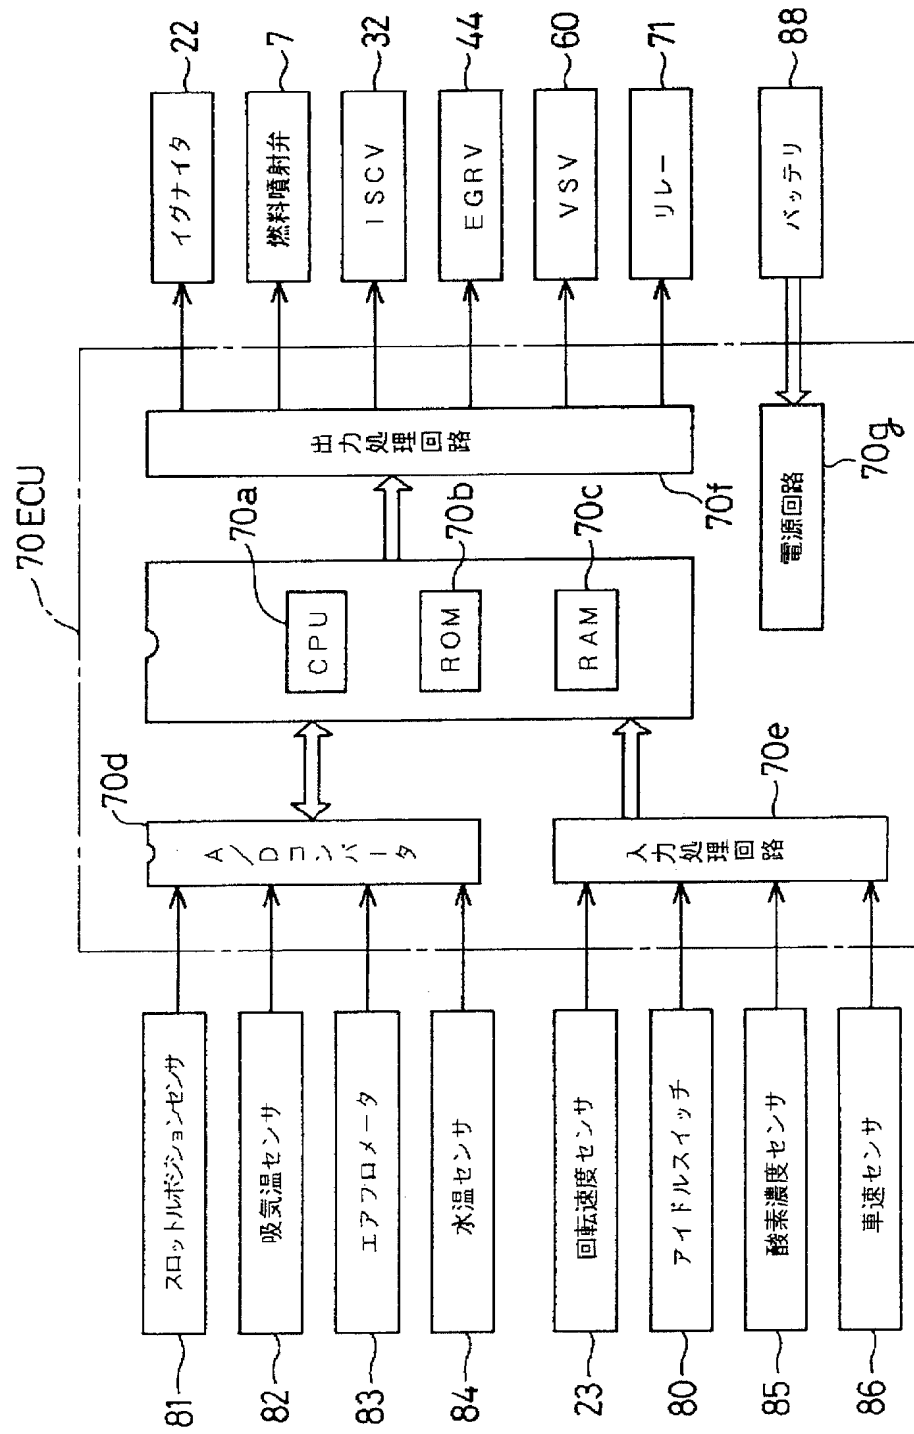 70 ECU
81
スロットルポジションセンサ
82
吸気温センサ
83
エアフロメータ
84
水温センサ
23
回転速度センサ
80
アイドルスイッチ
85
酸素濃度センサ
86
車速センサ
70d
A/Dコンバータ
70e
入力処理回路
CPU
70a
ROM
70b
RAM
70c
出力処理回路
70f
電源回路
70g
イグナイタ
22
燃料噴射弁
7
ISCV
32
EGRV
44
VSV
60
リレー
71
バッテリ
88